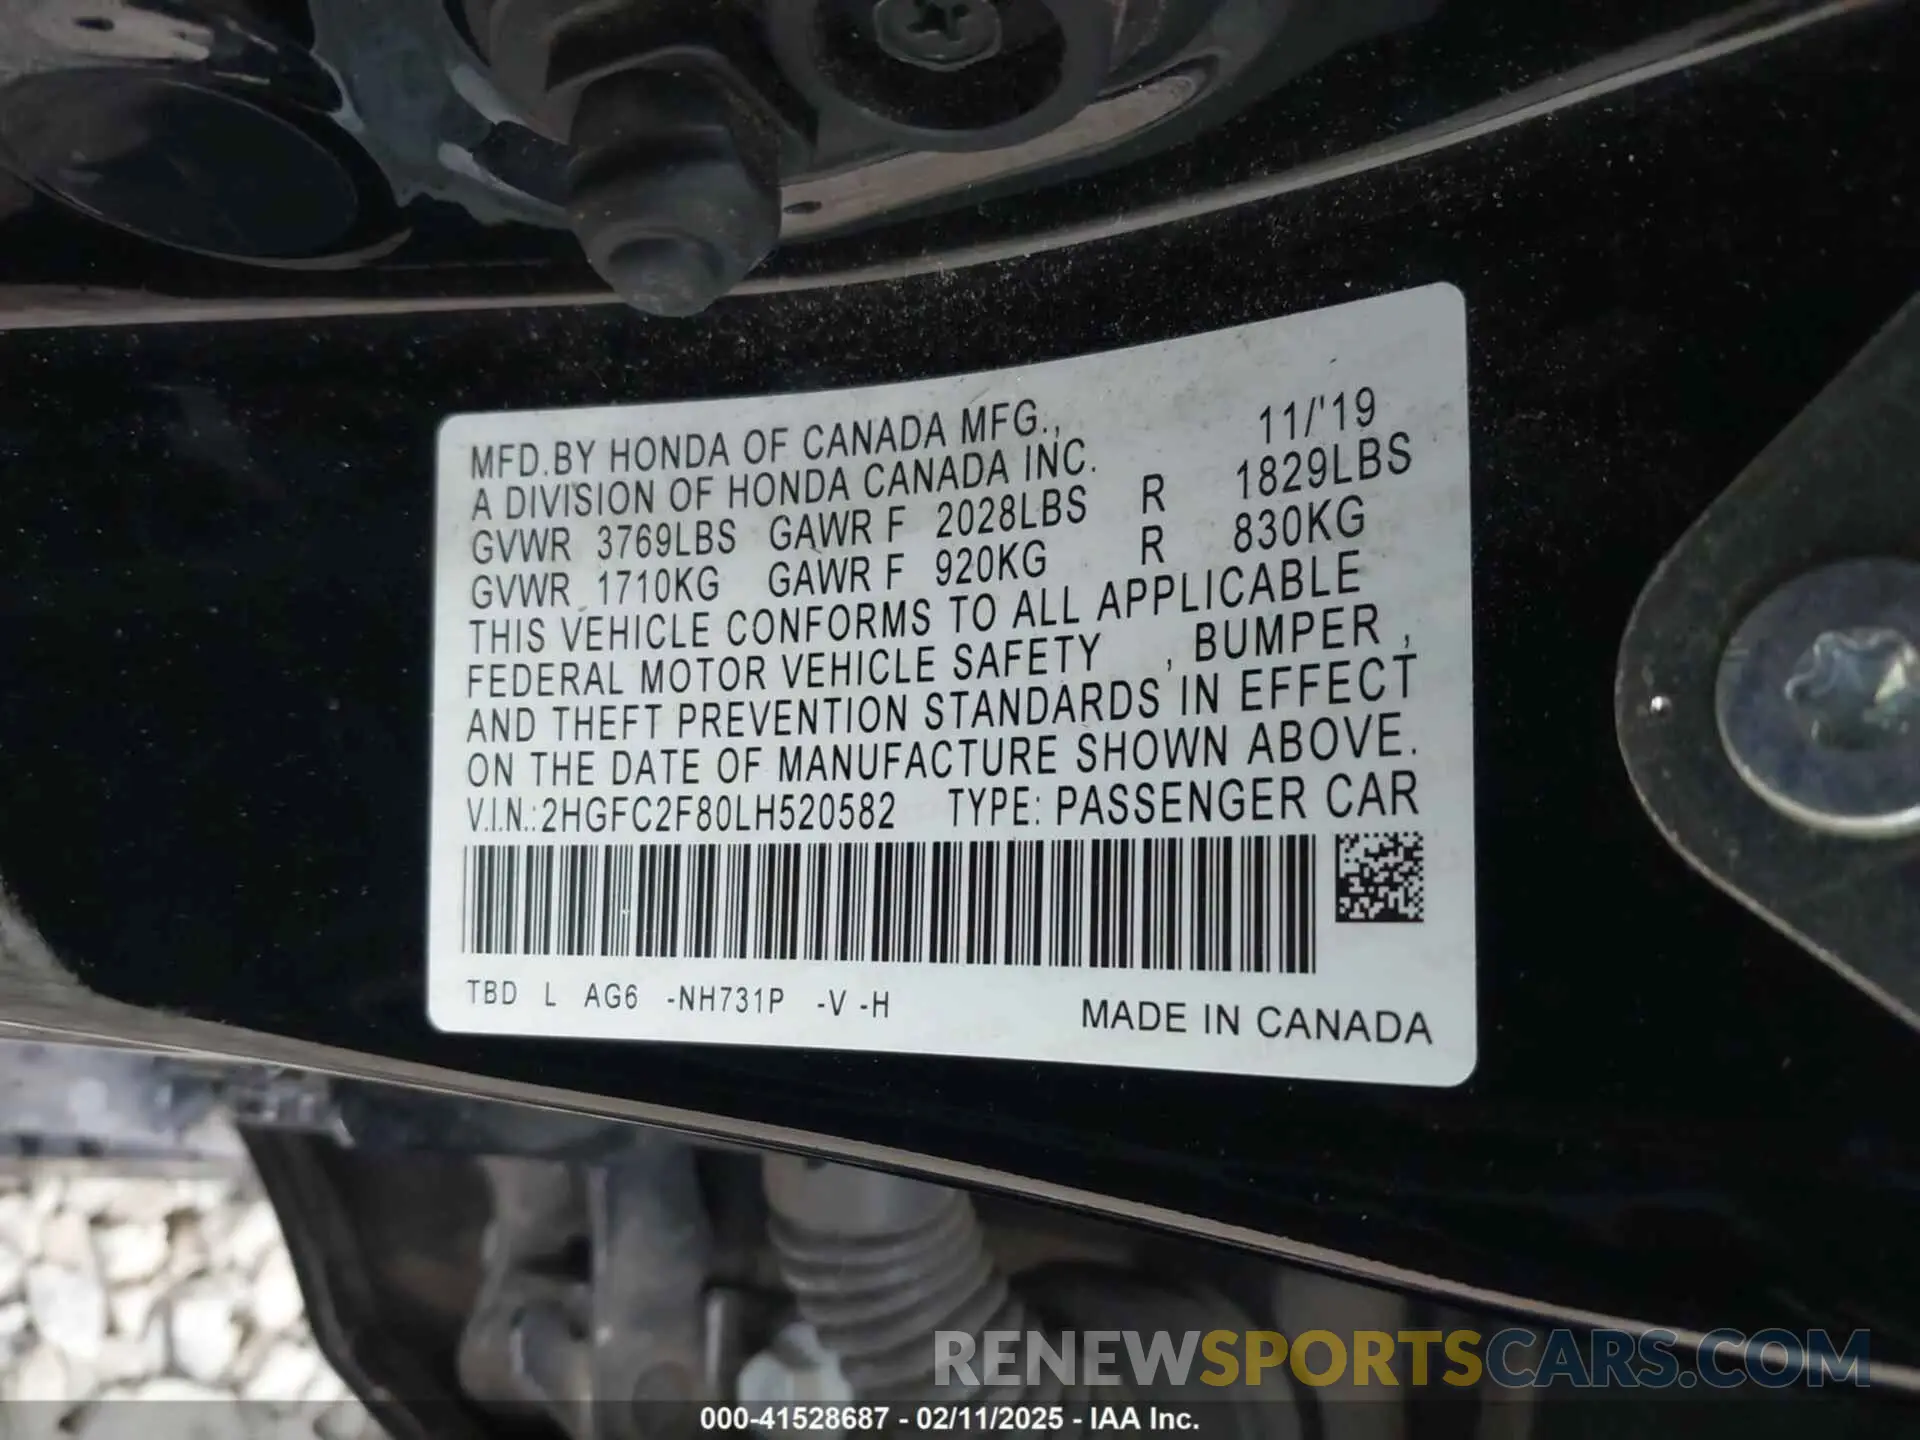 MFD.BY HONDA OF CANADA MFG., 11/'19
A DIVISION OF HONDA CANADA INC.
GVWR 3769LBS GAWR F 2028LBS R 1829LBS
GVWR 1710KG GAWR F 920KG R 830KG
THIS VEHICLE CONFORMS TO ALL APPLICABLE
FEDERAL MOTOR VEHICLE SAFETY , BUMPER ,
AND THEFT PREVENTION STANDARDS IN EFFECT
ON THE DATE OF MANUFACTURE SHOWN ABOVE.
V.I.N.:2HGFC2F80LH520582 TYPE: PASSENGER CAR
TBD L AG6 -NH731P -V -H
MADE IN CANADA
RENEWSPORTSCARS.COM
000-41528687 - 02/11/2025 - IAA Inc.